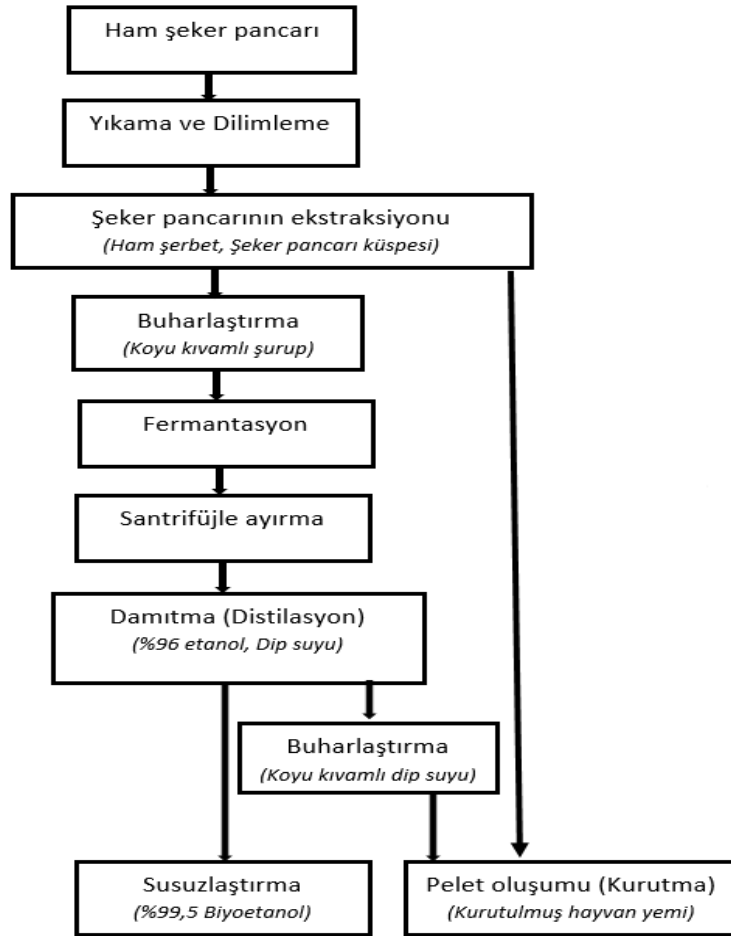 Ham şeker pancarı
Yıkama ve Dilimleme
Şeker pancarının ekstraksiyonu
(Ham şerbet, Şeker pancarı küspesi)
Buharlaştırma
(Koyu kıvamlı şurup)
Fermantasyon
Santrifüjle ayırma
Damıtma (Distilasyon)
(%96 etanol, Dip suyu)
Buharlaştırma
(Koyu kıvamlı dip suyu)
Susuzlaştırma
(%99,5 Biyoetanol)
Pelet oluşumu (Kurutma)
(Kurutulmuş hayvan yemi)